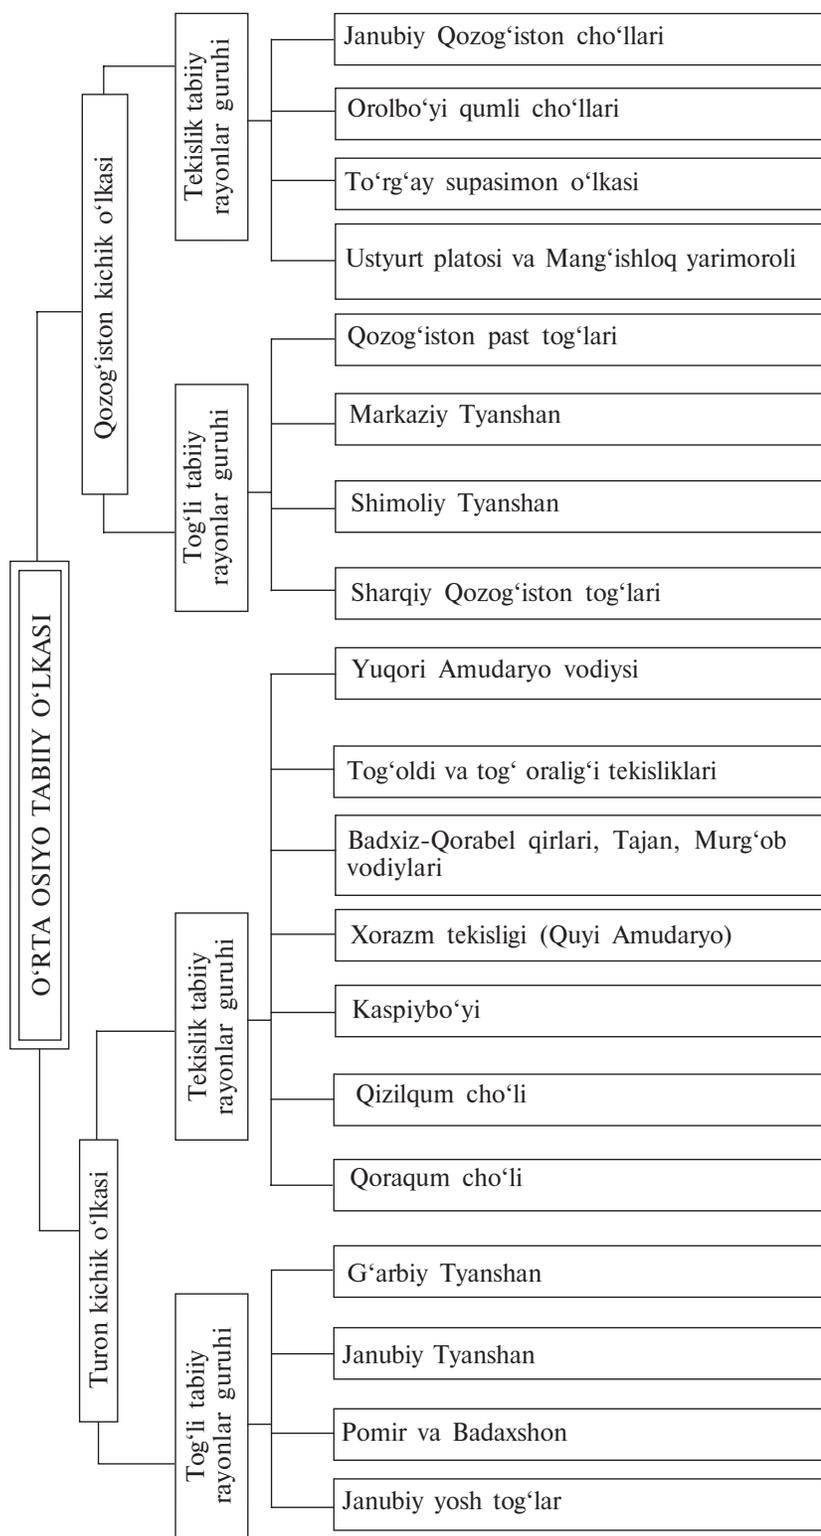 O‘RTA OSIYO TABIIY O‘LKASI
Qozog‘iston kichik o‘lkasi
Tekislik tabiiy
rayonlar guruhi
Janubiy Qozog‘iston cho‘llari
Orolbo‘yi qumli cho‘llari
To‘rg‘ay supasimon o‘lkasi
Ustyurt platosi va Mang‘ishloq yarimoroli
Tog‘li tabiiy
rayonlar guruhi
Qozog‘iston past tog‘lari
Markaziy Tyanshan
Shimoliy Tyanshan
Sharqiy Qozog‘iston tog‘lari
Turon kichik o‘lkasi
Tekislik tabiiy
rayonlar guruhi
Yuqori Amudaryo vodiysi
Tog‘oldi va tog‘ oralig‘i tekisliklari
Badxiz-Qorabel qirlari, Tajan, Murg‘ob
vodiylari
Xorazm tekisligi (Quyi Amudaryo)
Kaspiybo‘yi
Qizilqum cho‘li
Qoraqum cho‘li
Tog‘li tabiiy
rayonlar guruhi
G‘arbiy Tyanshan
Janubiy Tyanshan
Pomir va Badaxshon
Janubiy yosh tog‘lar